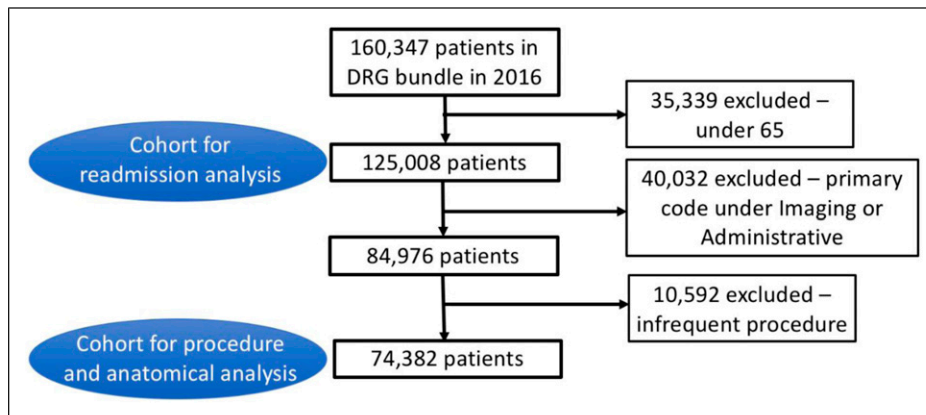 160,347 patients in
DRG bundle in 2016
35,339 excluded –
under 65
Cohort for
readmission analysis
125,008 patients
40,032 excluded – primary
code under Imaging or
Administrative
84,976 patients
10,592 excluded –
infrequent procedure
Cohort for procedure
and anatomical analysis
74,382 patients